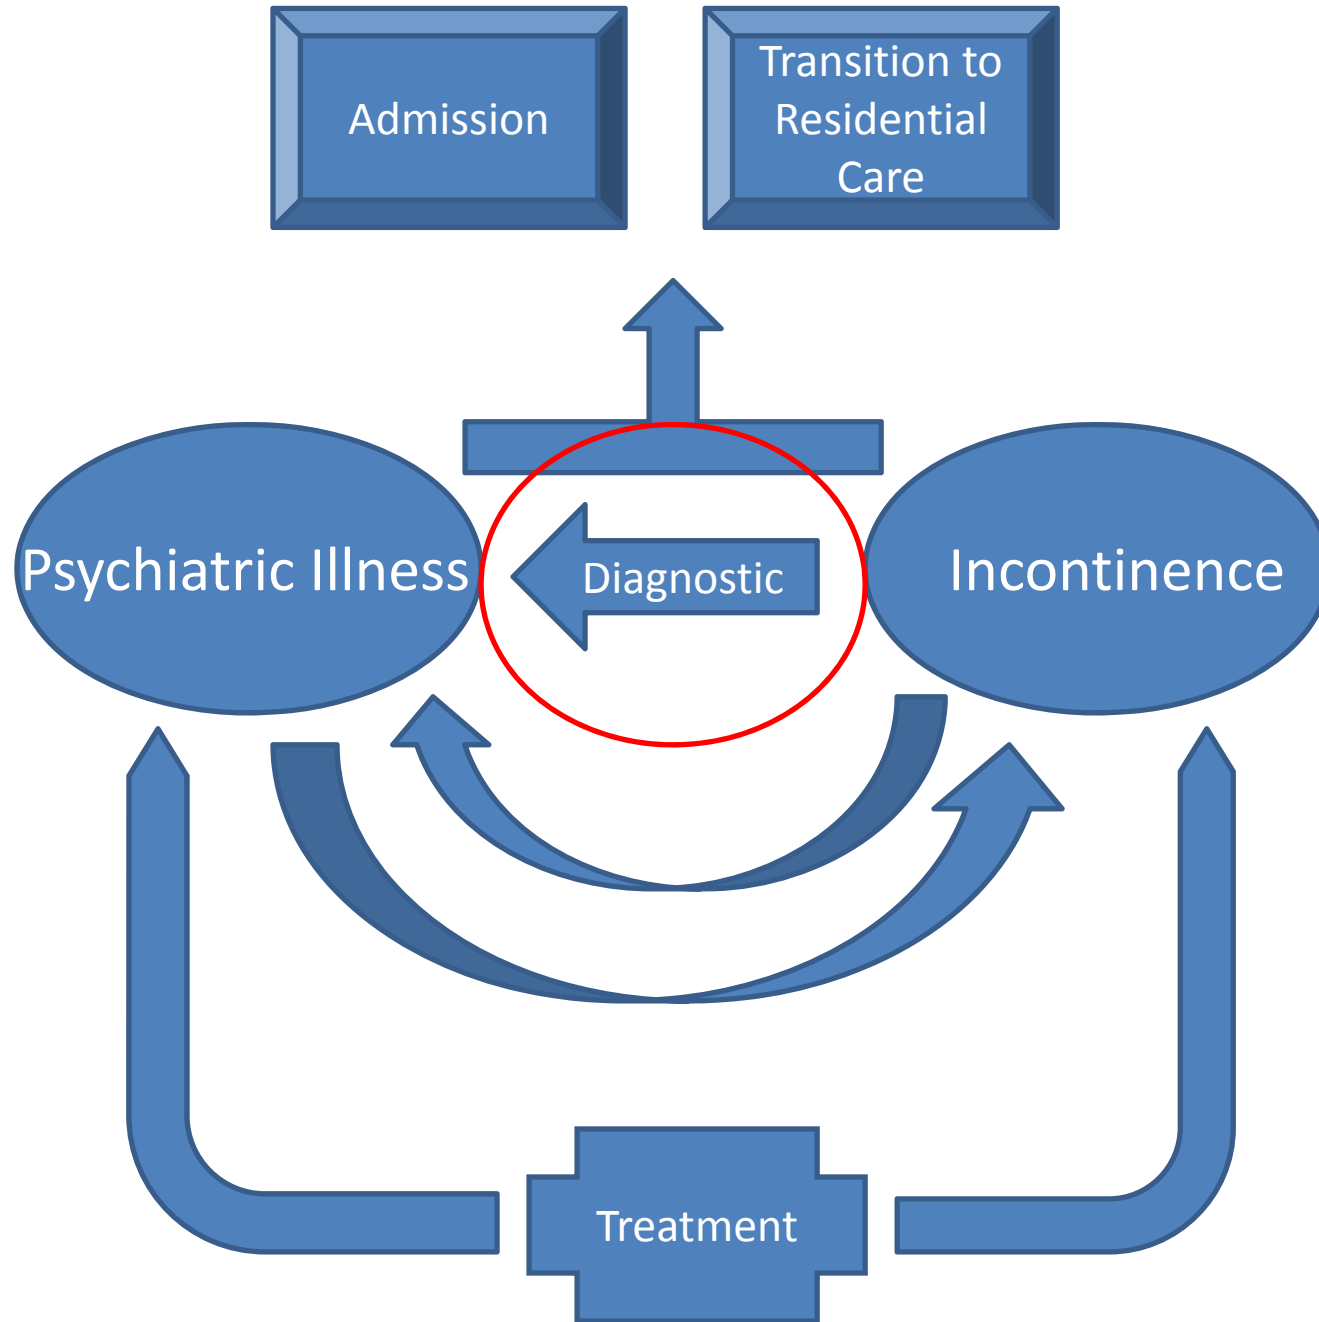 Admission
Transition to
Residential
Care
Psychiatric Illness
Diagnostic
Incontinence
Treatment